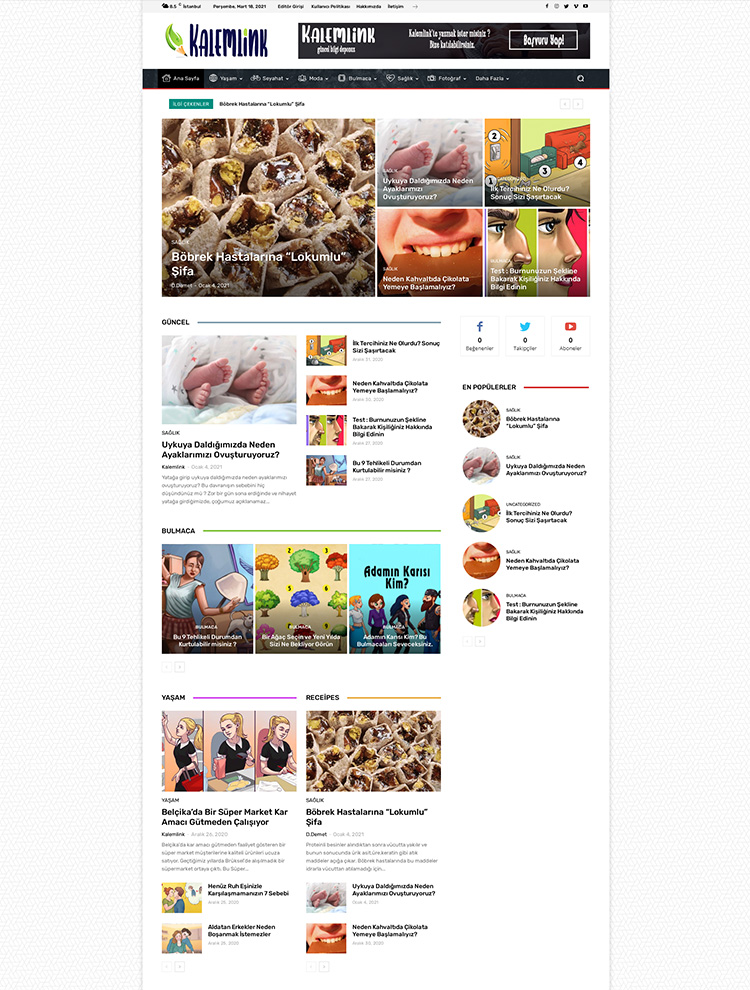 8.5 C İstanbul Perşembe, Mart 18, 2021 Editör Girişi Kullanıcı Politikası Hakkımızda İletişim
KALEMLİNK
KALEMLİNK
güncel bilgi deponuz
Kalemlink'te yazmak ister misiniz ?
Bize katılabilirsiniz.
Başvuru Yap!
Ana Sayfa Yaşam Seyahat Moda Bulmaca Sağlık Fotoğraf Daha Fazla
İLGİ ÇEKENLER Böbrek Hastalarına “Lokumlu” Şifa
SAĞLIK
Böbrek Hastalarına “Lokumlu”
Şifa
D.Demet - Ocak 4, 2021
SAĞLIK
Uykuya Daldığımızda Neden
Ayaklarımızı
Ovuşturuyoruz?
1
2
3
4
İlk Tercihiniz Ne Olurdu?
Sonuç Sizi Şaşırtacak
SAĞLIK
Neden Kahvaltıda Çikolata
Yemeye Başlamalıyız?
BULMACA
Test : Burnunuzun Şekline
Bakarak Kişiliğiniz Hakkında
Bilgi Edinin
GÜNCEL
SAĞLIK
Uykuya Daldığımızda Neden
Ayaklarımızı Ovuşturuyoruz?
Kalemlink - Ocak 4, 2021
Yatağa girip uykuya daldığımızda neden ayaklarımızı
ovuşturuyoruz? Bu davranışın sebebini hiç
düşündünüz mü ? Zor bir gün sona erdiğinde ve nihayet
yatağa girdiğimizde, çoğumuz açıklanamaz...
İlk Tercihiniz Ne Olurdu? Sonuç
Sizi Şaşırtacak
Aralık 31, 2020
Neden Kahvaltıda Çikolata
Yemeye Başlamalıyız?
Aralık 30, 2020
Test : Burnunuzun Şekline
Bakarak Kişiliğiniz Hakkında
Bilgi Edinin
Aralık 27, 2020
Bu 9 Tehlikeli Durumdan
Kurtulabilir misiniz ?
Aralık 27, 2020
0 0 0
Beğenenler Takipçiler Aboneler
EN POPÜLERLER
SAĞLIK
Böbrek Hastalarına
“Lokumlu” Şifa
SAĞLIK
Uykuya Daldığımızda Neden
Ayaklarımızı Ovuşturuyoruz?
UNCATEGORIZED
İlk Tercihiniz Ne Olurdu?
Sonuç Sizi Şaşırtacak
SAĞLIK
Neden Kahvaltıda Çikolata
Yemeye Başlamalıyız?
BULMACA
Test : Burnunuzun Şekline
Bakarak Kişiliğiniz Hakkında
Bilgi Edinin
BULMACA
BULMACA
Bu 9 Tehlikeli Durumdan
Kurtulabilir misiniz ?
2 3
5 6
9
BULMACA
Bir Ağaç Seçin ve Yeni Yılda
Sizi Ne Bekliyor Görün
Adamın Karısı
Kim?
BULMACA
Adamın Karısı Kim? Bu
Bulmacaları Seveceksiniz.
YAŞAM
YAŞAM
Belçika’da Bir Süper Market Kar
Amacı Gütmeden Çalışıyor
Kalemlink - Aralık 26, 2020
Belçika'da kar amacı gütmeden faaliyet gösteren bir
süper market müşterilerine kaliteli ürünleri ucuza
satıyor. Geçtiğimiz yıllarda Brüksel'de alışılmadık bir
süpermarket ortaya çıktı. Bu Süper...
Henüz Ruh Eşinizle
Karşılaşmamanızın 7 Sebebi
Aralık 25, 2020
Aldatan Erkekler Neden
Boşanmak İstemezler
Aralık 25, 2020
RECEİPES
SAĞLIK
Böbrek Hastalarına “Lokumlu”
Şifa
D.Demet - Ocak 4, 2021
Proteinli besinler alındıktan sonra vücutta yakılır ve
bunun sonucunda ürik asit,üre,keratin gibi atık
maddeler açığa çıkar. Böbrek hastalarında bu maddeler
idrarla vücuttan atılamadığı için...
Uykuya Daldığımızda Neden
Ayaklarımızı Ovuşturuyoruz?
Ocak 4, 2021
Neden Kahvaltıda Çikolata
Yemeye Başlamalıyız?
Aralık 30, 2020